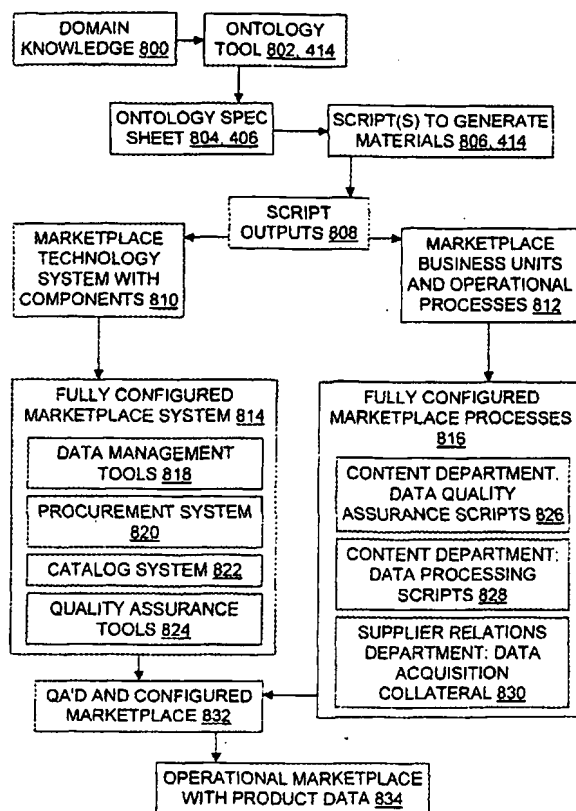 DOMAIN
KNOWLEDGE 800
ONTOLOGY
TOOL 802, 414
ONTOLOGY SPEC
SHEET 804, 406
SCRIPT(S) TO GENERATE
MATERIALS 806, 414
SCRIPT
OUTPUTS 808
MARKETPLACE
TECHNOLOGY
SYSTEM WITH
COMPONENTS 810
MARKETPLACE
BUSINESS UNITS
AND OPERATIONAL
PROCESSES 812
FULLY CONFIGURED
MARKETPLACE SYSTEM 814
DATA MANAGEMENT
TOOLS 818
PROCUREMENT SYSTEM
820
CATALOG SYSTEM 822
QUALITY ASSURANCE
TOOLS 824
FULLY CONFIGURED
MARKETPLACE PROCESSES
816
CONTENT DEPARTMENT:
DATA QUALITY
ASSURANCE SCRIPTS 826
CONTENT DEPARTMENT:
DATA PROCESSING
SCRIPTS 828
SUPPLIER RELATIONS
DEPARTMENT: DATA
ACQUISITION
COLLATERAL 830
QA'D AND CONFIGURED
MARKETPLACE 832
OPERATIONAL MARKETPLACE
WITH PRODUCT DATA 834